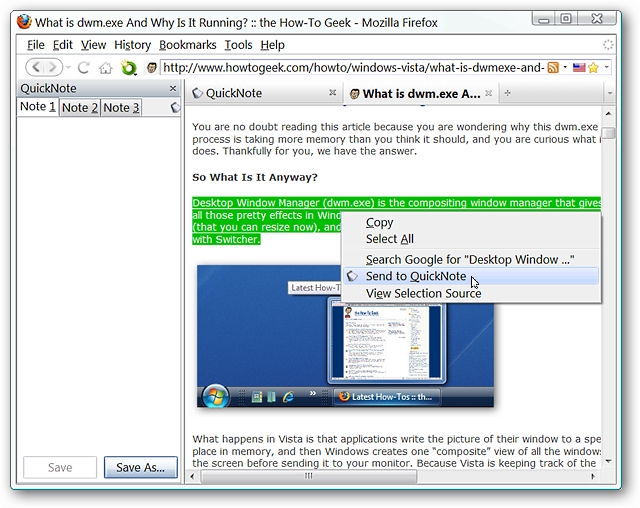 What is dwm.exe And Why Is It Running? :: the How-To Geek - Mozilla Firefox
File Edit View History Bookmarks Tools Help
http://www.howtogeek.com/howto/windows-vista/what-is-dwmexe-and-
QuickNote
Note 1 Note 2 Note 3
QuickNote
What is dwm.exe A...
You are no doubt reading this article because you are wondering why this dwm.exe
process is taking more memory than you think it should, and you are curious what i
does. Thankfully for you, we have the answer.
So What Is It Anyway?
Desktop Window Manager (dwm.exe) is the compositing window manager that gives
all those pretty effects in Wind
(that you can resize now), and
with Switcher.
Copy
Select All
Search Google for "Desktop Window ..."
Send to QuickNote
View Selection Source
Latest How-T
Latest How-Tos :: th...
What happens in Vista is that applications write the picture of their window to a spe
place in memory, and then Windows creates one “composite” view of all the windows
the screen before sending it to your monitor. Because Vista is keeping track of the
Save
Save As...